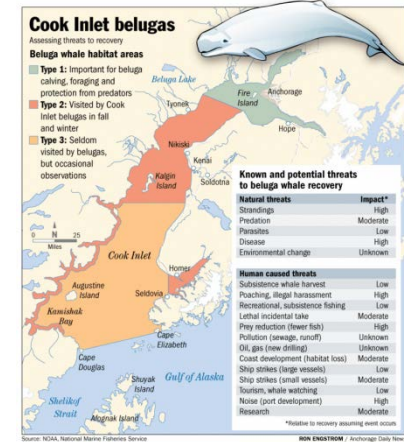 Cook Inlet belugas
Assessing threats to recovery
Beluga whale habitat areas
Type 1: Important for beluga
calving, foraging and
protection from predators
Type 2: Visited by Cook
Inlet belugas in fall
and winter
Type 3: Seldom
visited by belugas,
but occasional
observations
Beluga Lake
Tyonek
Fire
Island
Anchorage
Hope
Nikiski
Kenai
Kalgin
Island
Soldotna
N
0 25
Miles
Cook Inlet
Homer
Augustine
Island
Seldovia
Kamishak
Bay
Cape
Elizabeth
Cape
Douglas
Shuyak
Island
Gulf of Alaska
Shelikof
Strait
Afognak Island
Known and potential threats
to beluga whale recovery
Natural threats Impact*
Strandings High
Predation Moderate
Parasites Low
Disease High
Environmental change Unknown
Human caused threats
Subsistence whale harvest Low
Poaching, illegal harassment High
Recreational, subsistence fishing Low
Lethal incidental take Moderate
Prey reduction (fewer fish) High
Pollution (sewage, runoff) Unknown
Oil, gas (new drilling) Unknown
Coast development (habitat loss) Moderate
Ship strikes (large vessels) Low
Ship strikes (small vessels) Moderate
Tourism, whale watching Low
Noise (port development) High
Research Moderate
*Relative to recovery assuming event occurs
Source: NOAA, National Marine Fisheries Service
RON ENGSTROM / Anchorage Daily New